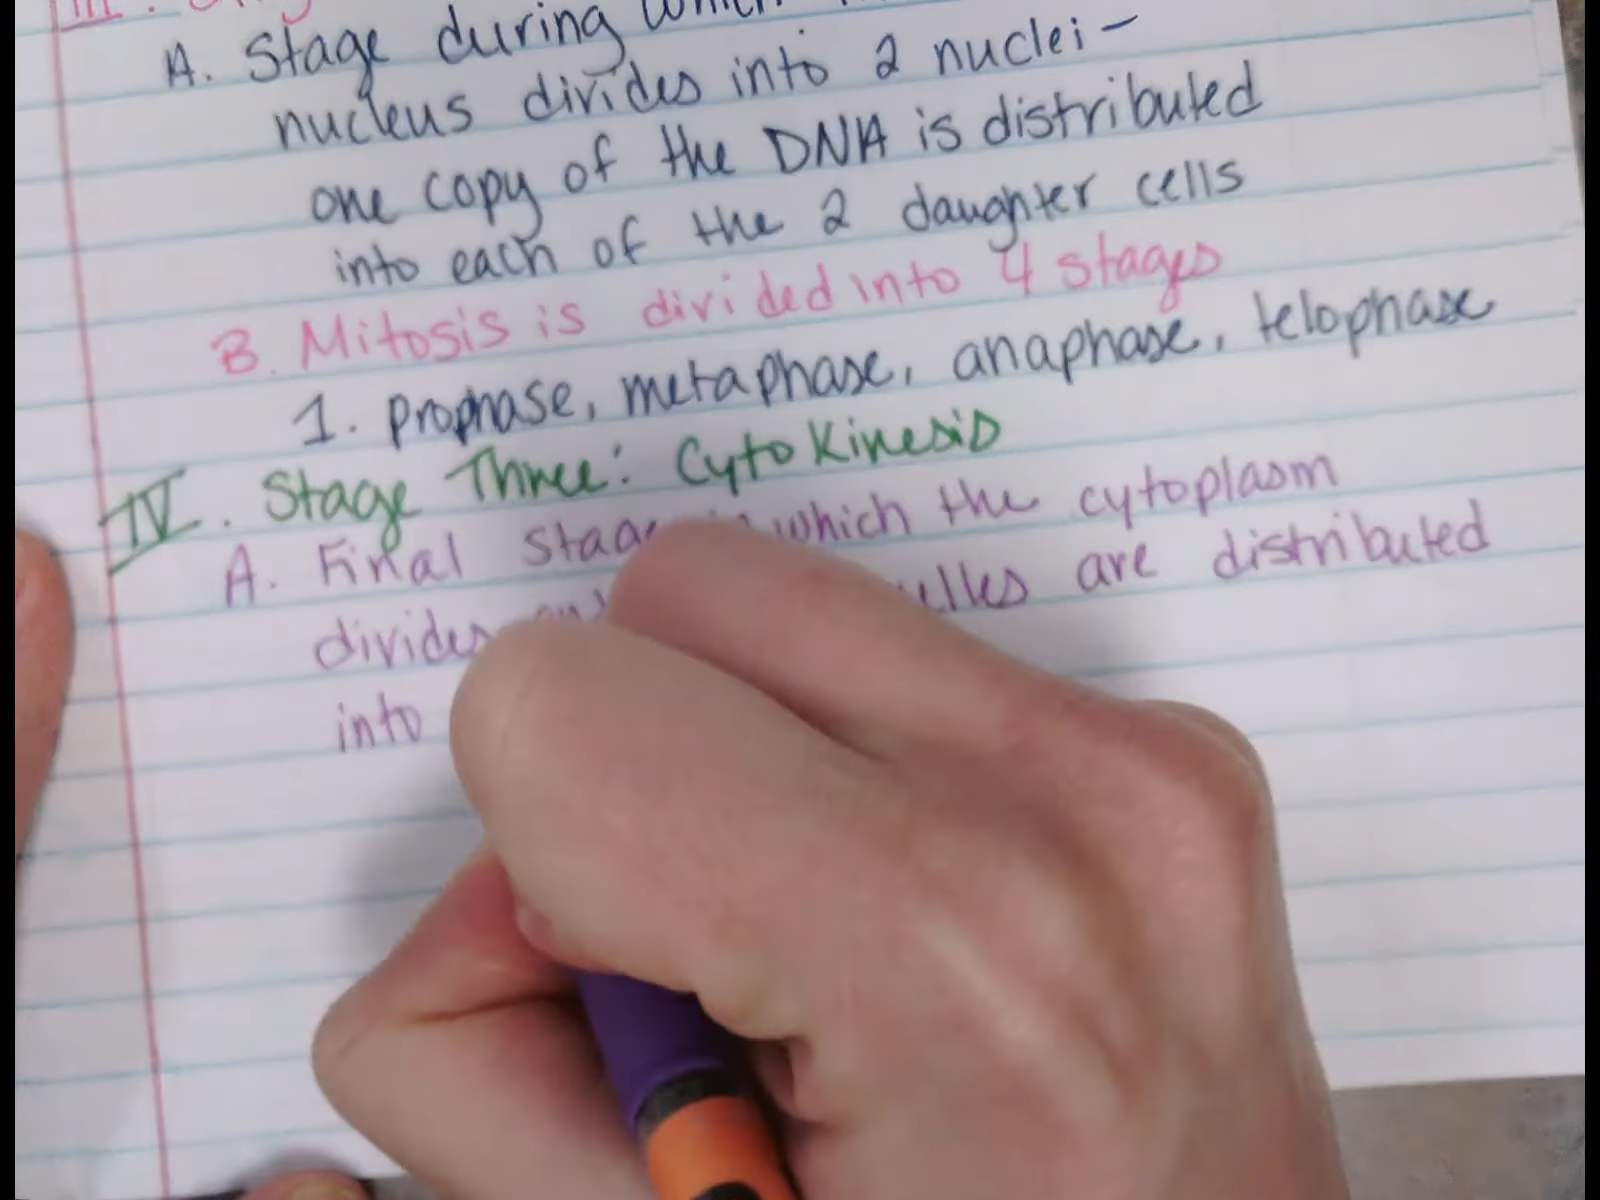 III.
A. Stage during which
nucleus divides into 2 nuclei-
one copy of the DNA is distributed
into each of the 2 daughter cells
B. Mitosis is divided into 4 stages
1. prophase, metaphase, anaphase, telophase
IV. Stage Three: Cytokinesis
A. Final stage which the cytoplasm
divides are distributed
into